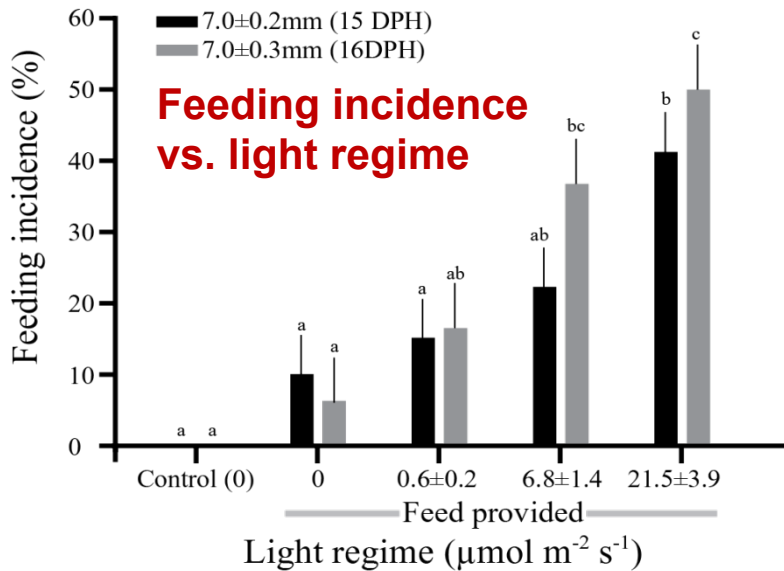 60
7.0±0.2mm (15 DPH)
7.0±0.3mm (16DPH)
Feeding incidence
vs. light regime
50
40
30
20
10
0
Feeding incidence (%)
a a
a a
a ab
ab bc
b c
Control (0) 0 0.6±0.2 6.8±1.4 21.5±3.9
Feed provided
Light regime (μmol m⁻² s⁻¹)